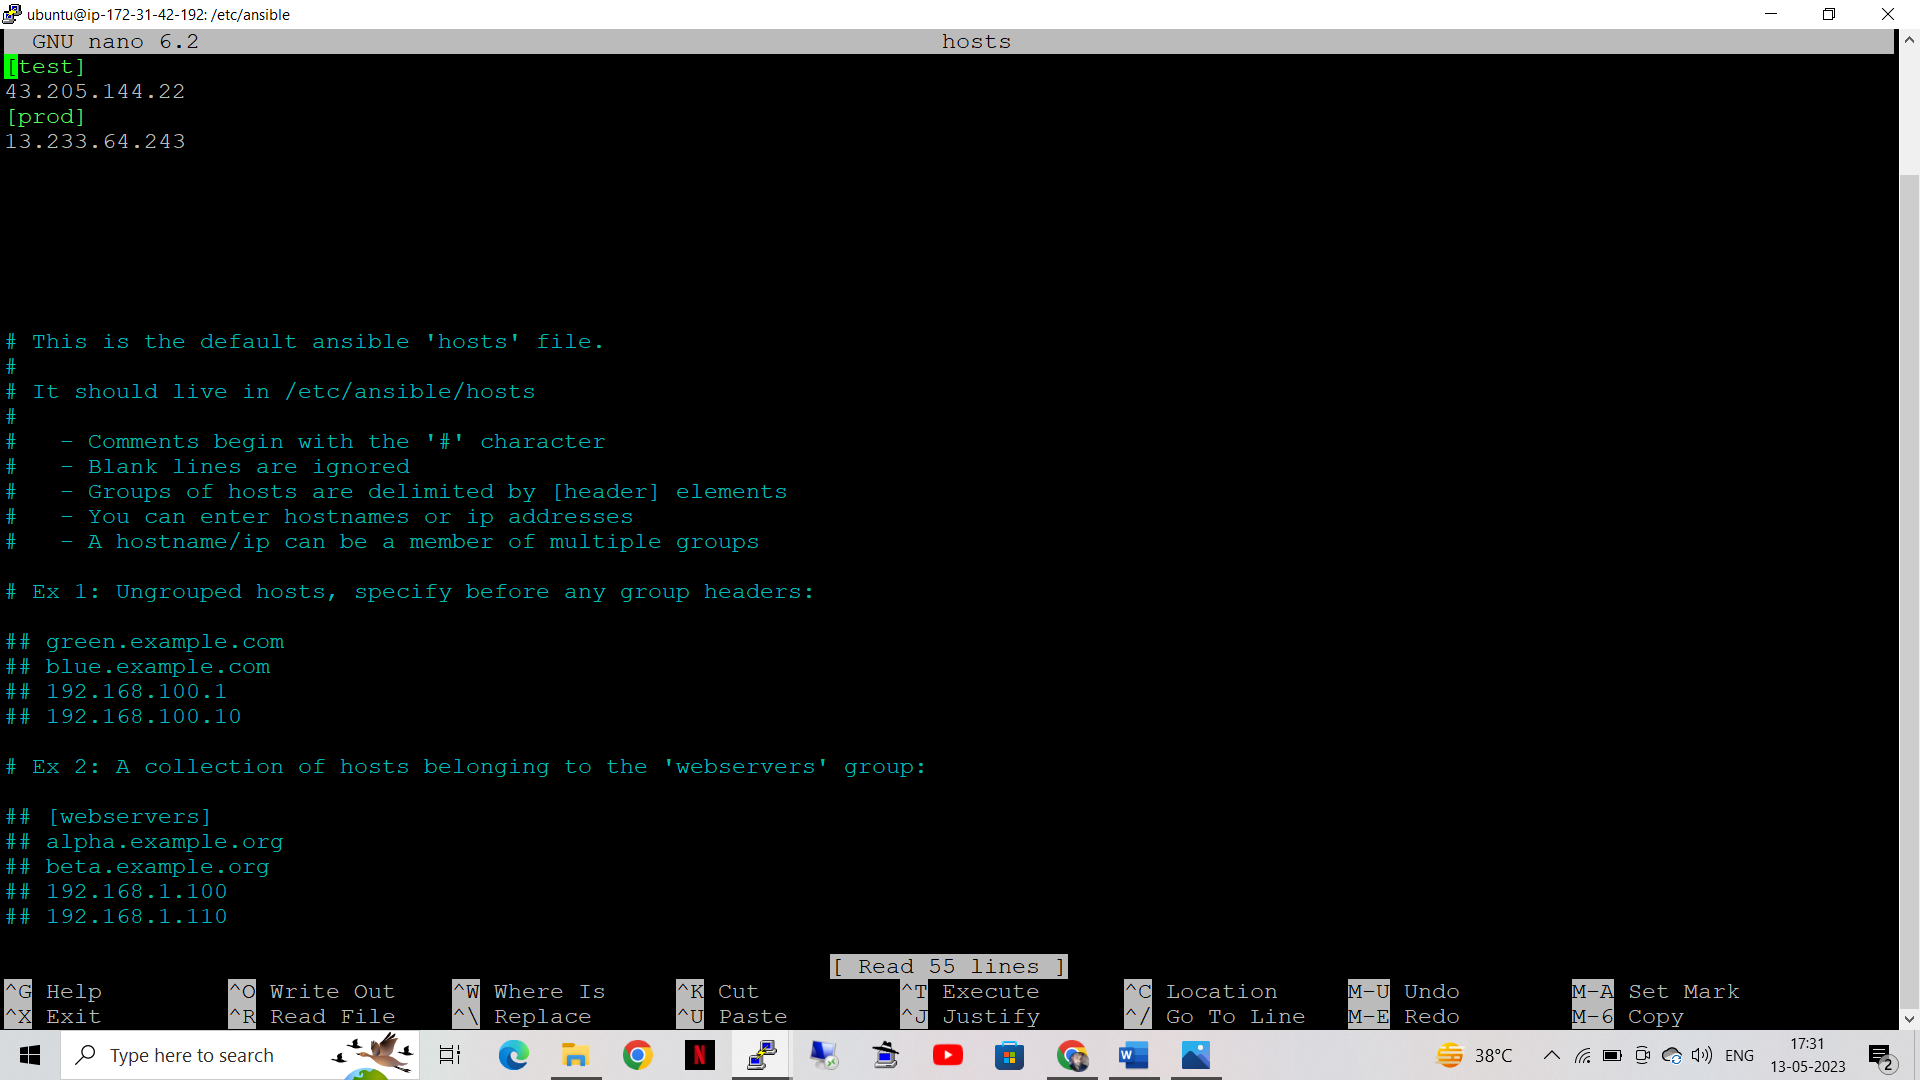 ubuntu@ip-172-31-42-192: /etc/ansible
GNU nano 6.2 hosts
[test]
43.205.144.22
[prod]
13.233.64.243
# This is the default ansible 'hosts' file.
#
# It should live in /etc/ansible/hosts
#
#   - Comments begin with the '#' character
#   - Blank lines are ignored
#   - Groups of hosts are delimited by [header] elements
#   - You can enter hostnames or ip addresses
#   - A hostname/ip can be a member of multiple groups
# Ex 1: Ungrouped hosts, specify before any group headers:
## green.example.com
## blue.example.com
## 192.168.100.1
## 192.168.100.10
# Ex 2: A collection of hosts belonging to the 'webservers' group:
## [webservers]
## alpha.example.org
## beta.example.org
## 192.168.1.100
## 192.168.1.110
[ Read 55 lines ]
^G Help ^O Write Out ^W Where Is ^K Cut ^T Execute ^C Location M-U Undo M-A Set Mark
^X Exit ^R Read File ^\ Replace ^U Paste ^J Justify ^/ Go To Line M-E Redo M-6 Copy
Type here to search 38°C ENG 17:31
13-05-2023 2